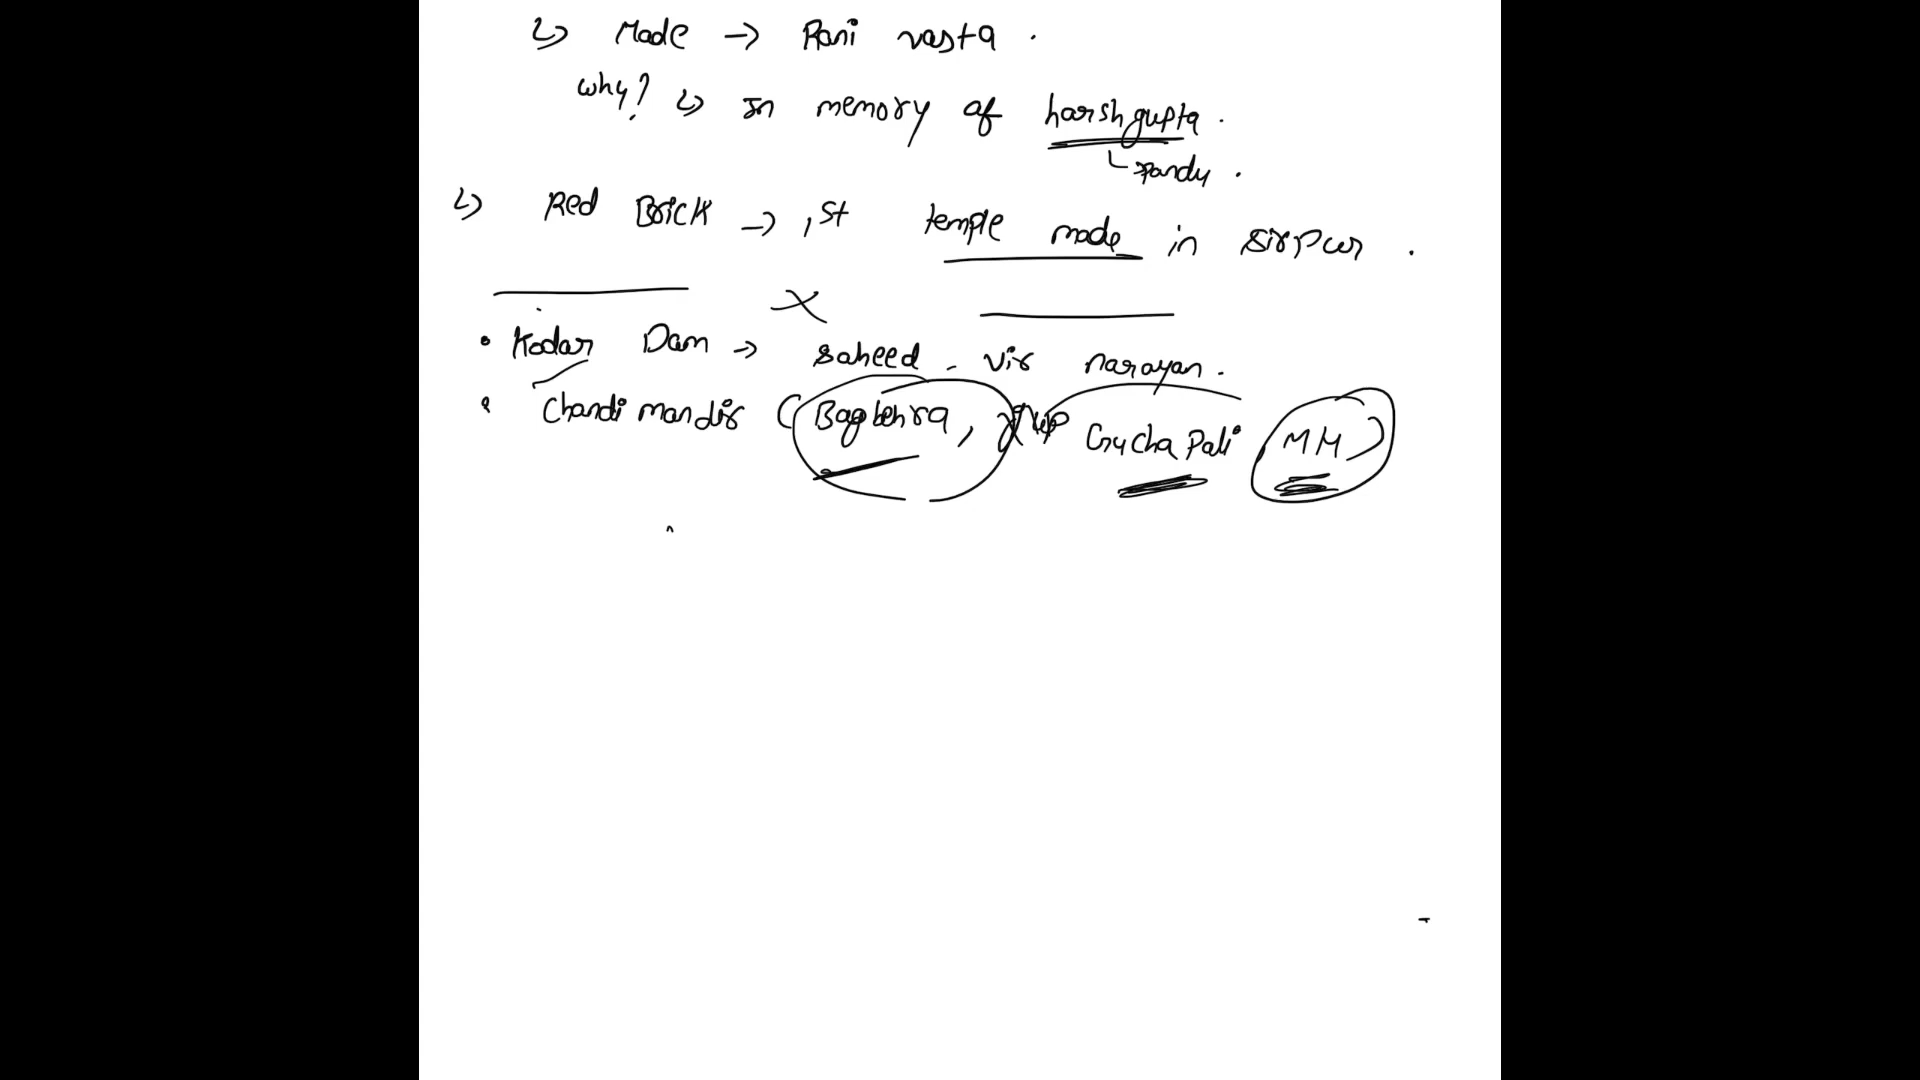 ↳ Made → Rani vasta .
why? ↳ In memory of harshgupta .
↳ pandy .
↳ Red Brick → 1st temple made in sirpur .
• Kodar Dam → saheed . vir narayan .
• Chandi mandir ( Bagbehra , Guchapali MM )